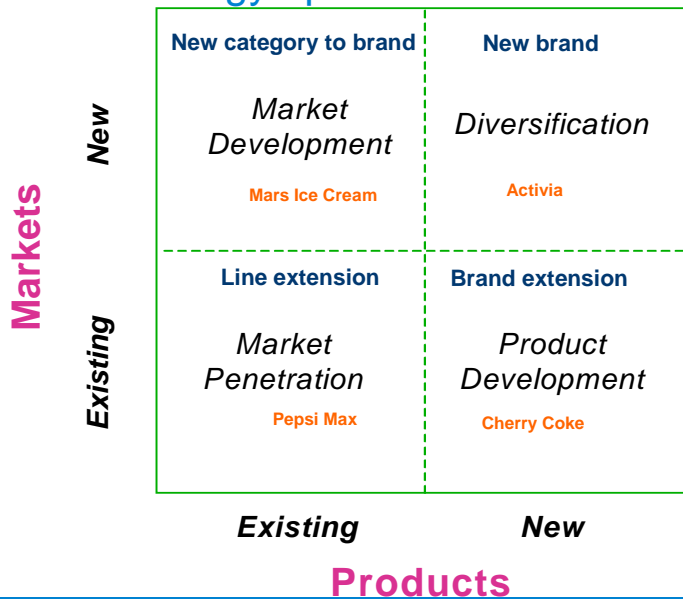 New category to brand
New brand
Market
Development
Diversification
Mars Ice Cream
Activia
New
Markets
Line extension
Brand extension
Market
Penetration
Product
Development
Existing
Pepsi Max
Cherry Coke
Existing
New
Products